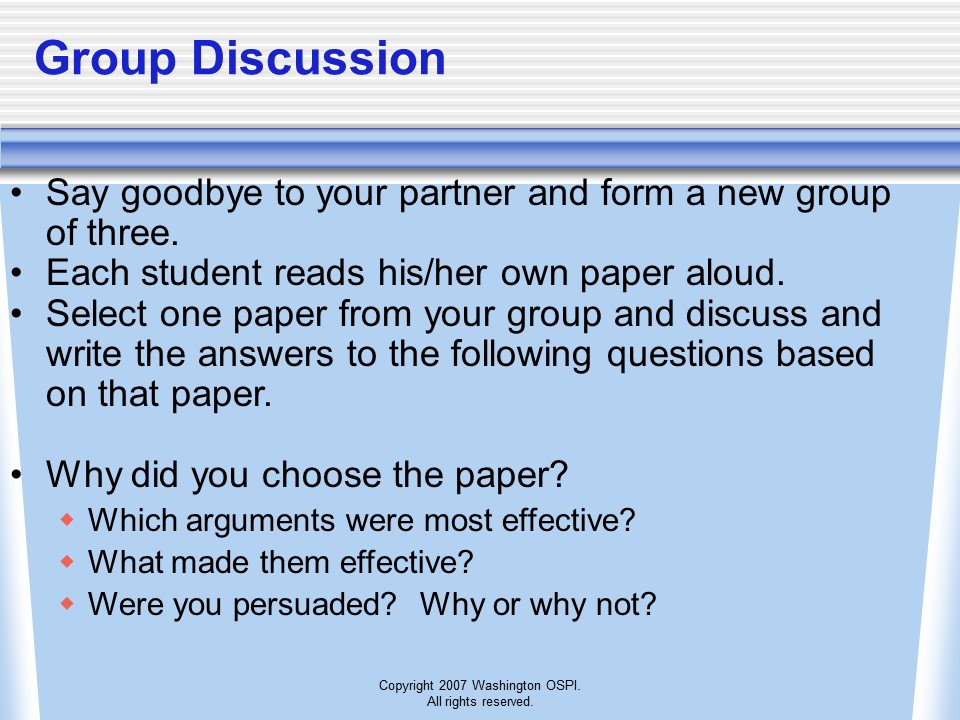 Group Discussion
• Say goodbye to your partner and form a new group
of three.
• Each student reads his/her own paper aloud.
• Select one paper from your group and discuss and
write the answers to the following questions based
on that paper.
• Why did you choose the paper?
◆ Which arguments were most effective?
◆ What made them effective?
◆ Were you persuaded?  Why or why not?
Copyright 2007 Washington OSPI.
All rights reserved.